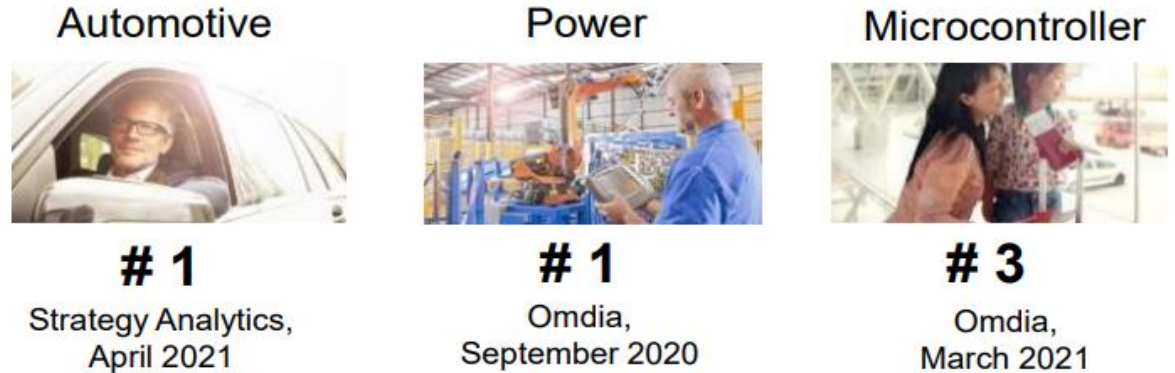 Automotive
Power
Microcontroller
# 1
# 1
# 3
Strategy Analytics,
April 2021
Omdia,
September 2020
Omdia,
March 2021